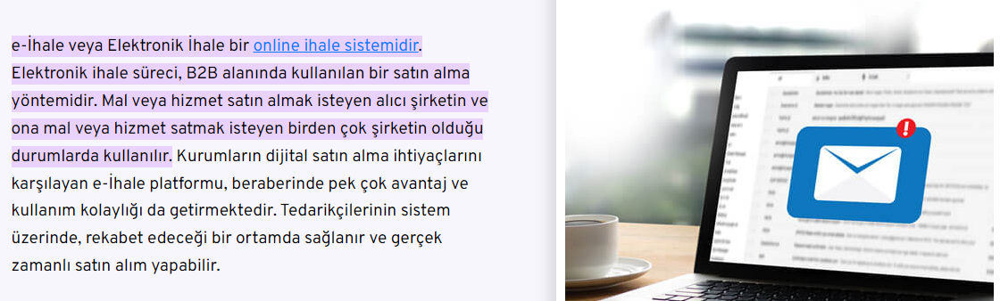 e-İhale veya Elektronik İhale bir online ihale sistemidir.
Elektronik ihale süreci, B2B alanında kullanılan bir satın alma
yöntemidir. Mal veya hizmet satın almak isteyen alıcı şirketin ve
ona mal veya hizmet satmak isteyen birden çok şirketin olduğu
durumlarda kullanılır. Kurumların dijital satın alma ihtiyaçlarını
karşılayan e-İhale platformu, beraberinde pek çok avantaj ve
kullanım kolaylığı da getirmektedir. Tedarikçilerinin sistem
üzerinde, rekabet edeceği bir ortamda sağlanır ve gerçek
zamanlı satın alım yapabilir.